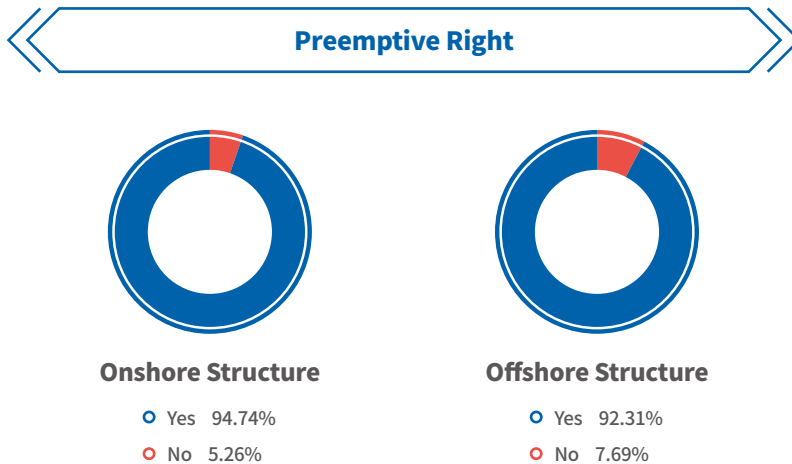 Preemptive Right
Onshore Structure
Yes 94.74%
No 5.26%
Offshore Structure
Yes 92.31%
No 7.69%